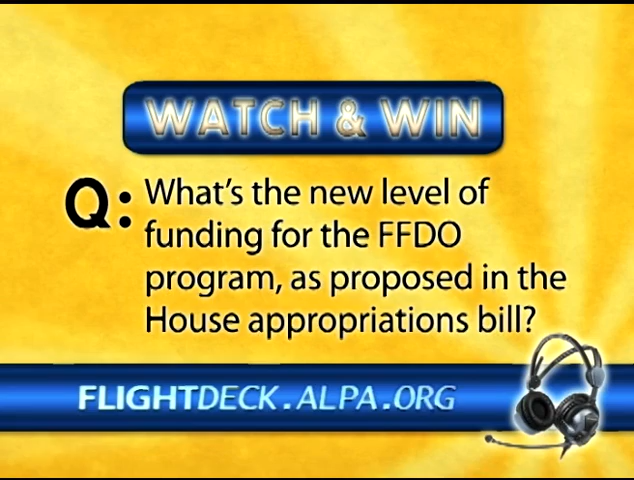 WATCH & WIN
Q: What's the new level of
funding for the FFDO
program, as proposed in the
House appropriations bill?
FLIGHTDECK.ALPA.ORG